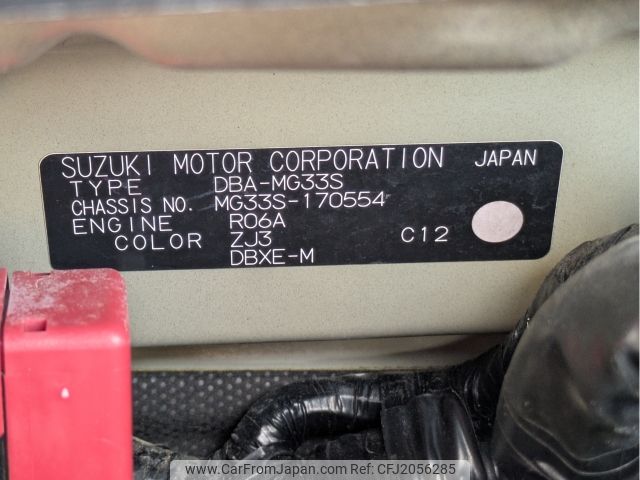 SUZUKI MOTOR CORPORATION JAPAN
TYPE DBA-MG33S
CHASSIS NO. MG33S-170554
ENGINE R06A
COLOR ZJ3 C12
DBXE-M
www.CarFromJapan.com | Ref. No. CFJ2056285